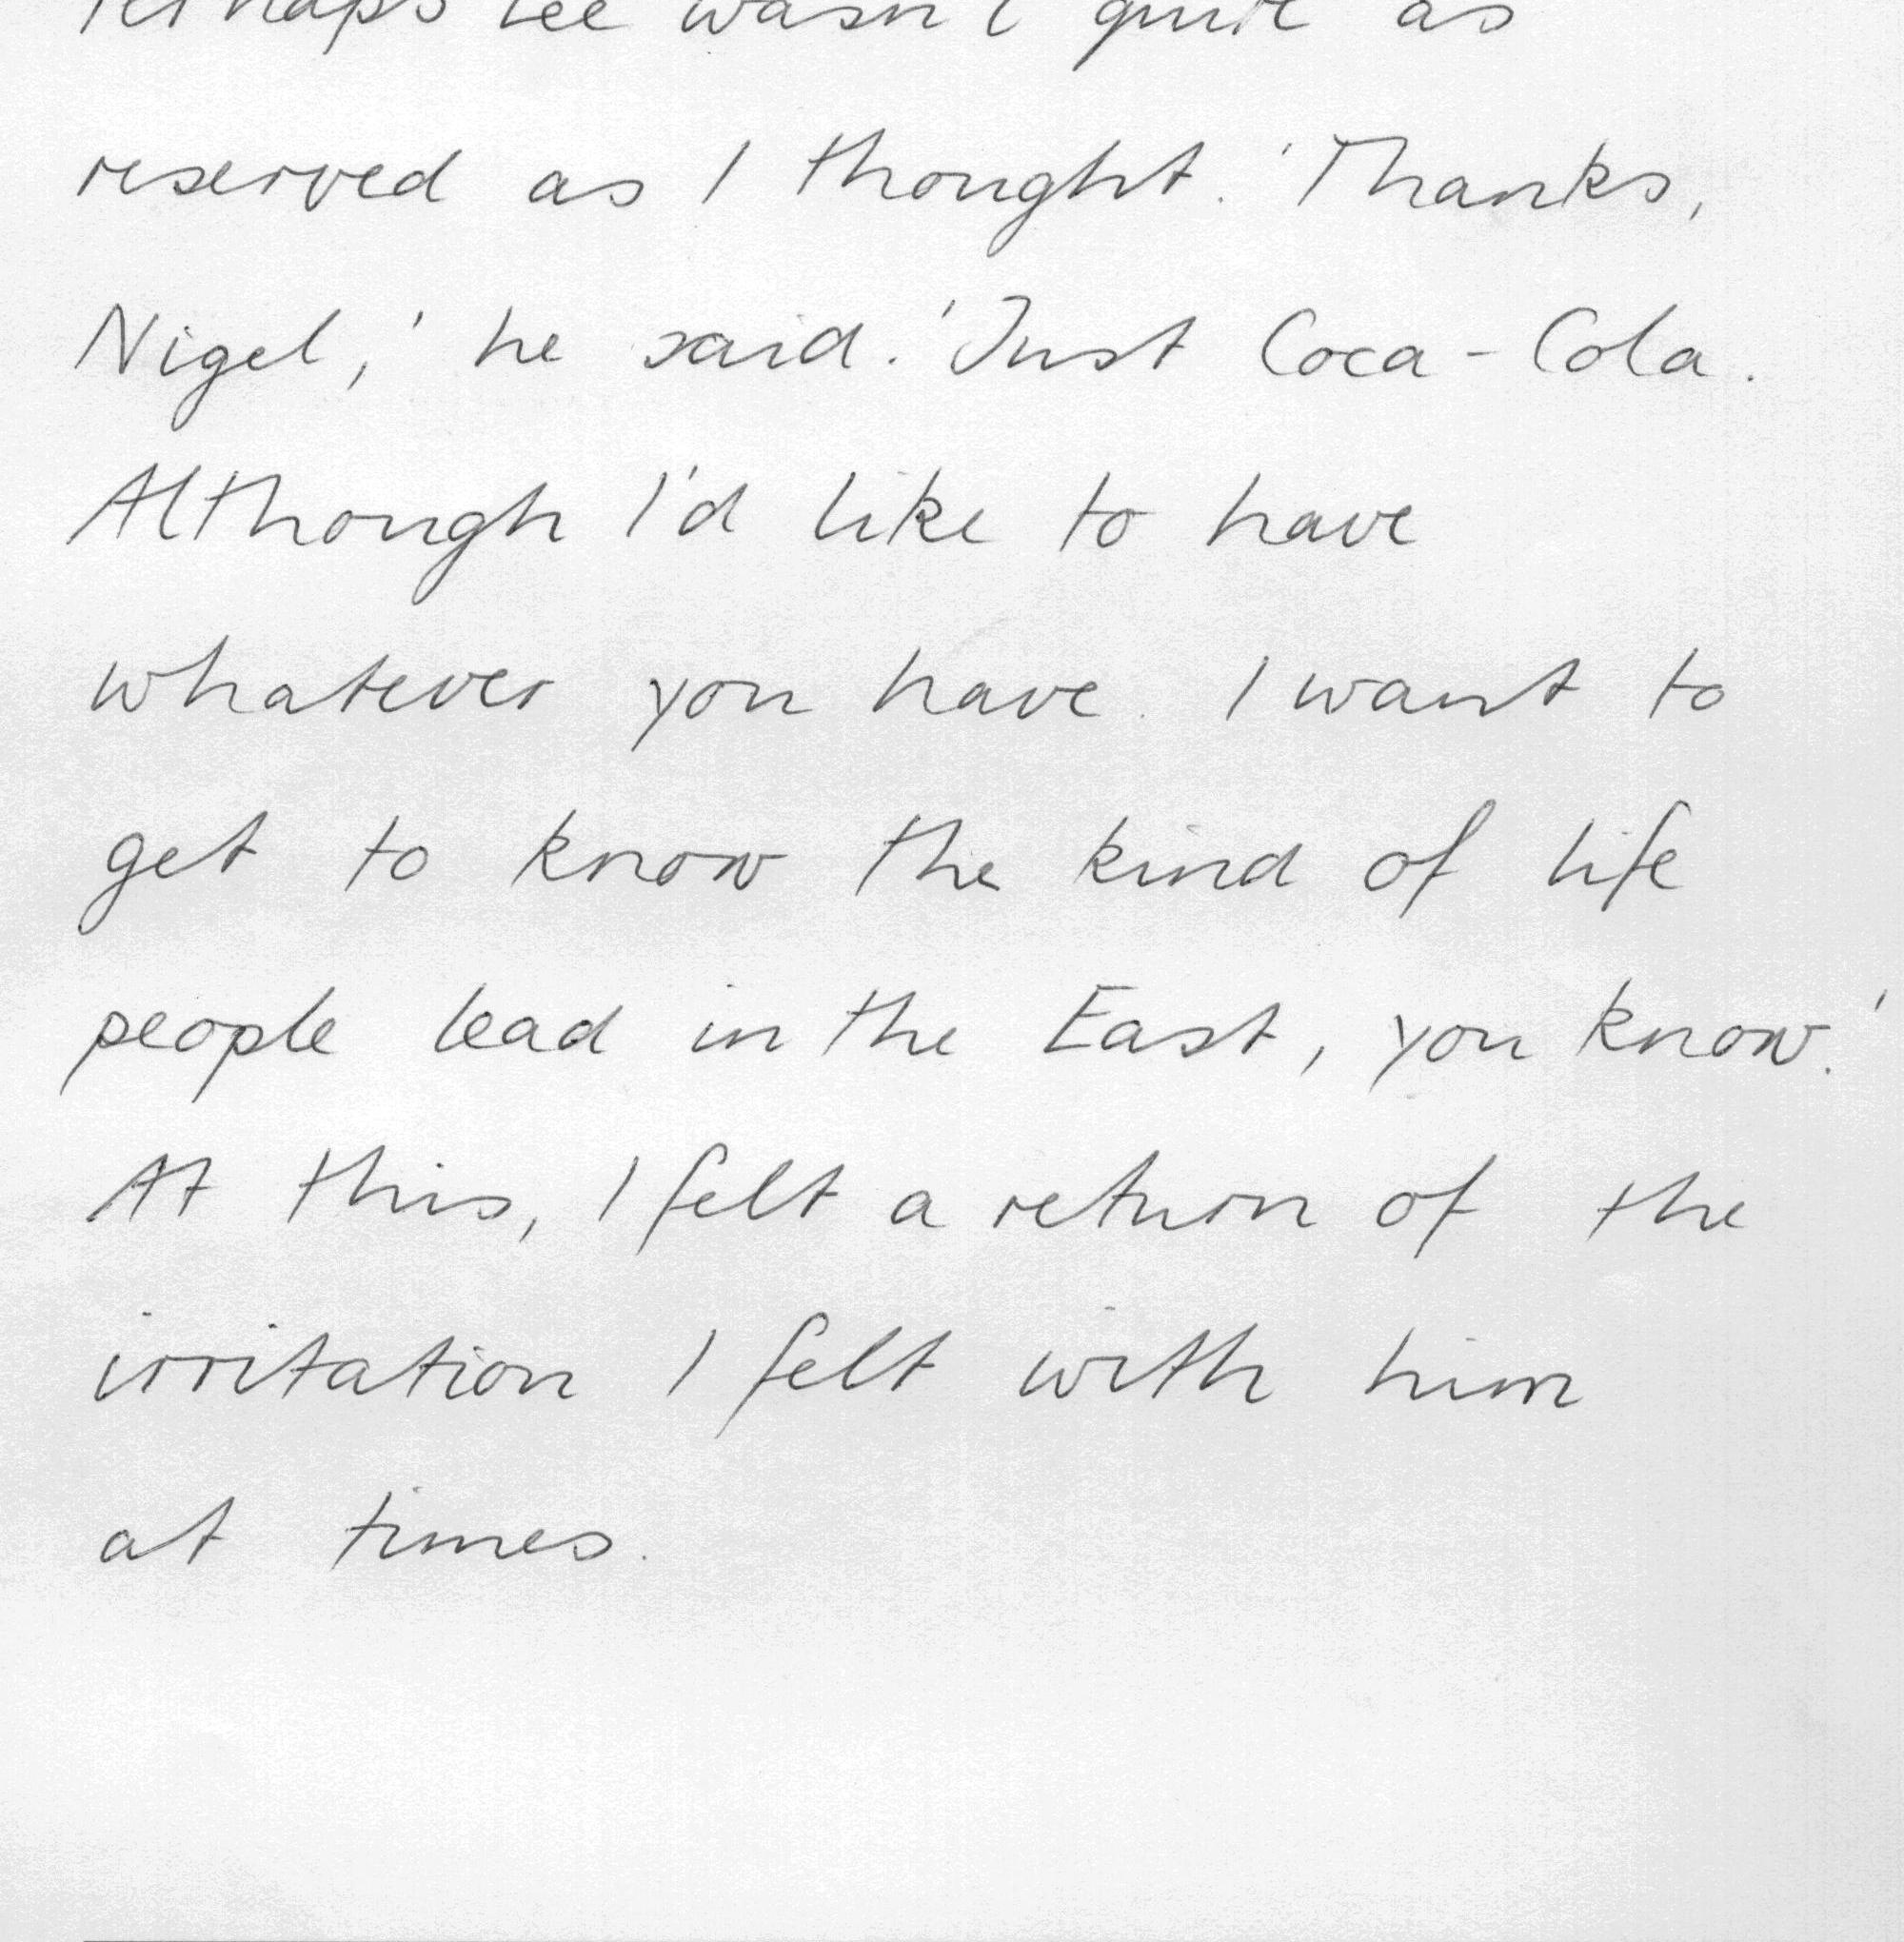 Perhaps Lee wasn't quite as
reserved as I thought. 'Thanks,
Nigel,' he said. 'Just Coca-Cola.
Although I'd like to have
whatever you have. I want to
get to know the kind of life
people lead in the East, you know.'
At this, I felt a return of the
irritation I felt with him
at times.